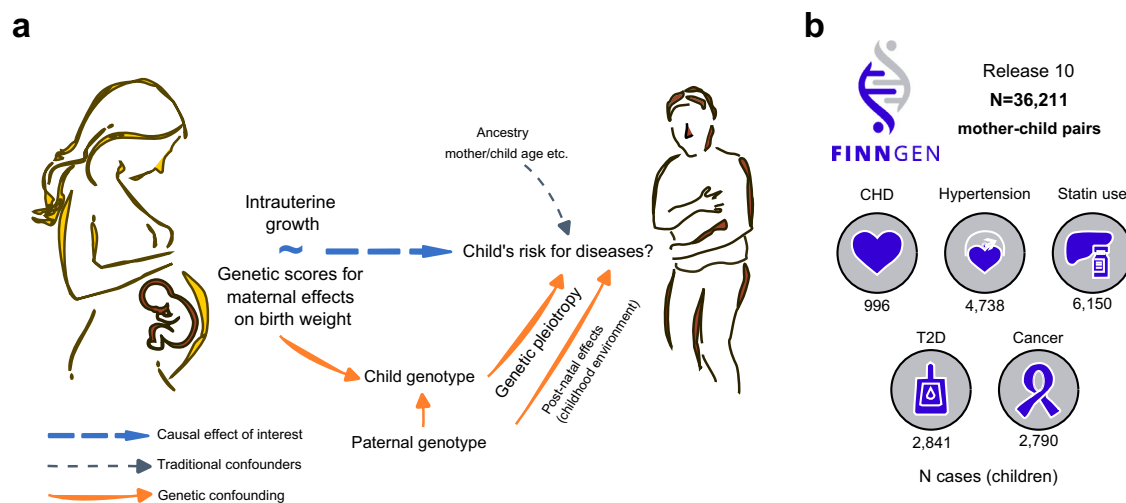 a
Ancestry
mother/child age etc.
Intrauterine
growth
≈
Child's risk for diseases?
Genetic scores for
maternal effects
on birth weight
Genetic pleiotropy
Post-natal effects
(childhood environment)
Child genotype
Paternal genotype
Causal effect of interest
Traditional confounders
Genetic confounding
b
FINNGEN
Release 10
N=36,211
mother-child pairs
CHD
Hypertension
Statin use
996
4,738
6,150
T2D
Cancer
2,841
2,790
N cases (children)